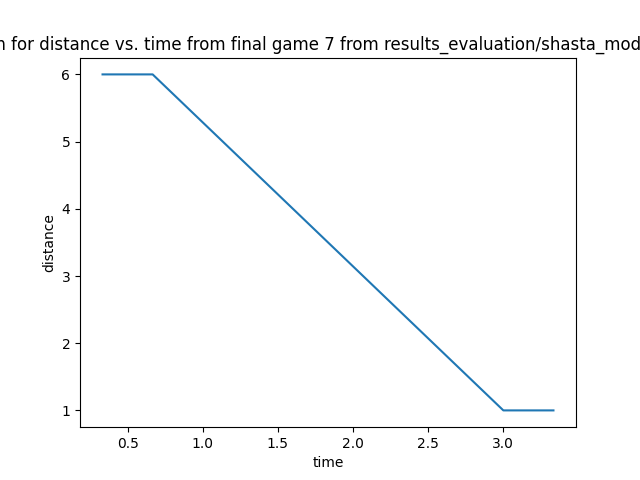 for distance vs. time from final game 7 from results_evaluation/shasta_mod
6
5
4
3
2
1
distance
0.5 1.0 1.5 2.0 2.5 3.0
time